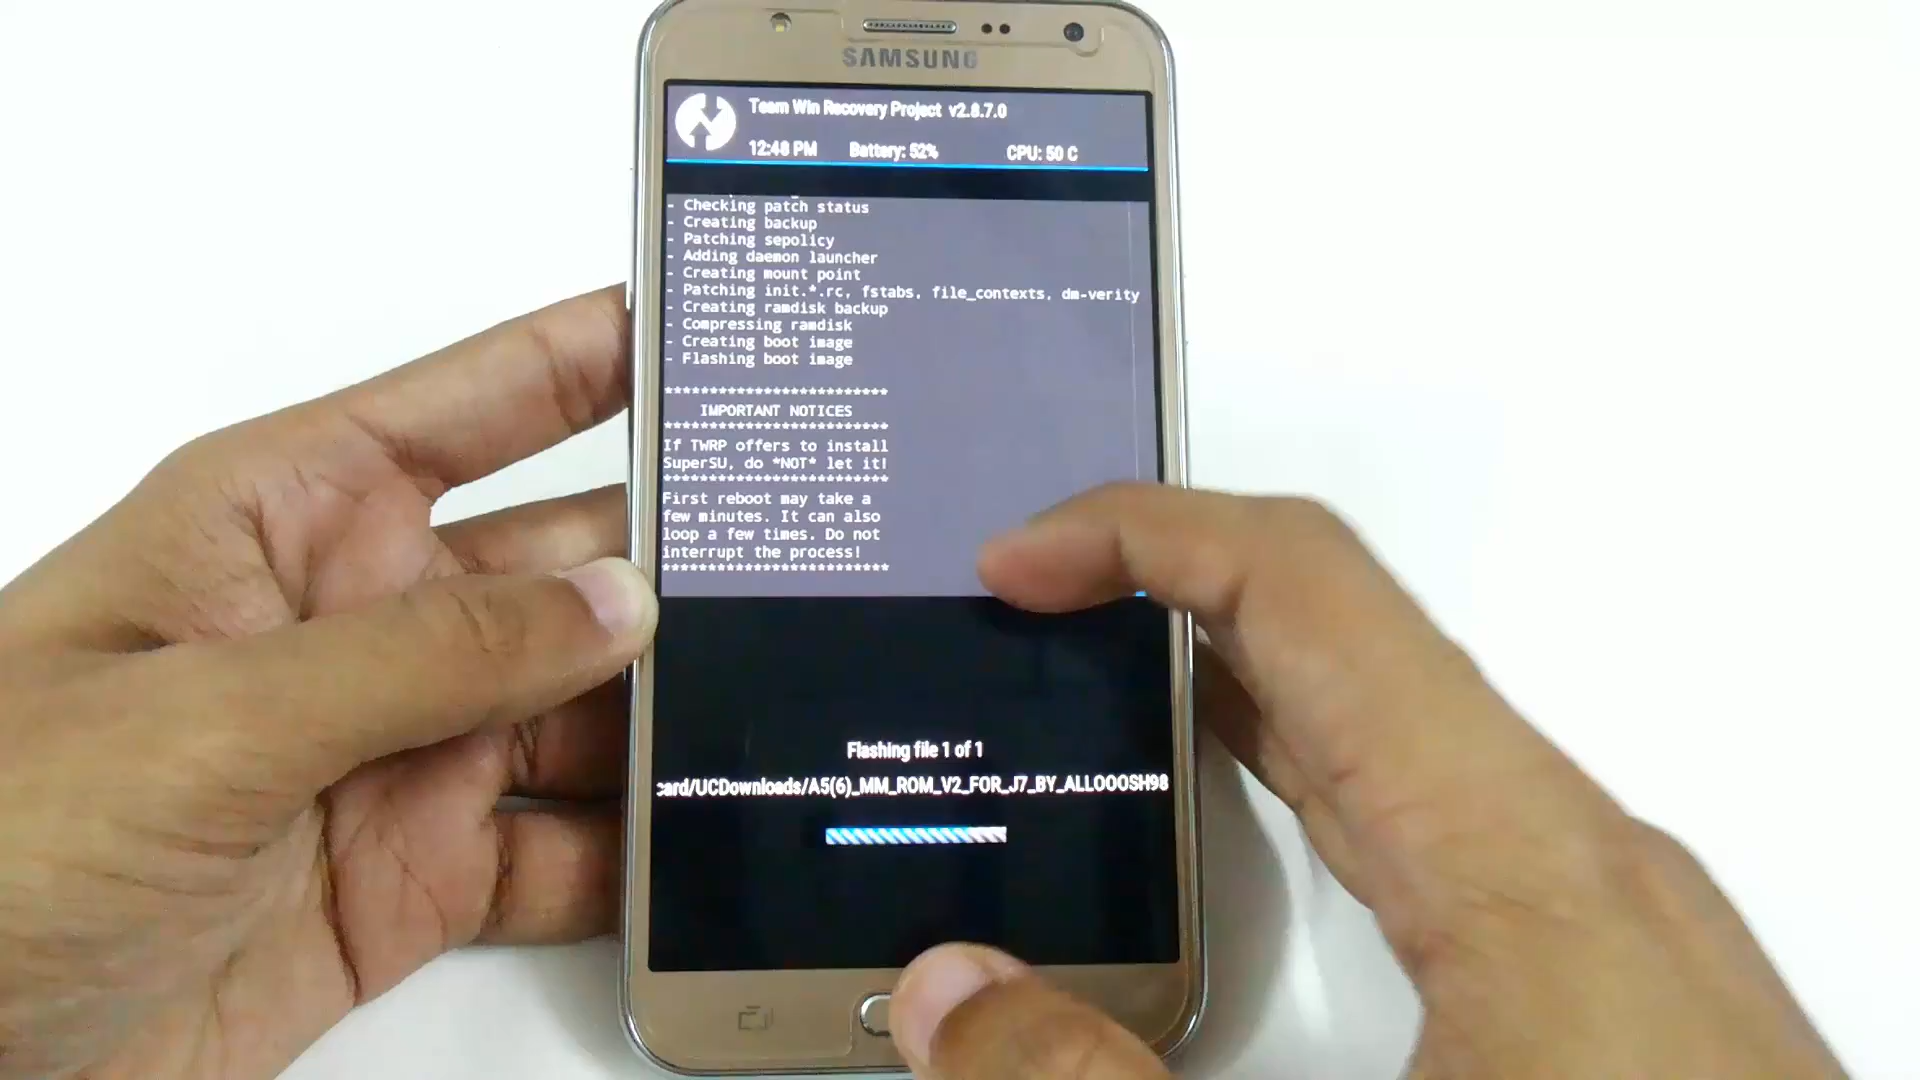 SAMSUNG
Team Win Recovery Project v2.8.7.0
12:48 PM Battery: 52% CPU: 50 C
- Checking patch status
- Creating backup
- Patching sepolicy
- Adding daemon launcher
- Creating mount point
- Patching init.*.rc, fstabs, file_contexts, dm-verity
- Creating ramdisk backup
- Compressing ramdisk
- Creating boot image
- Flashing boot image
*************************
IMPORTANT NOTICES
*************************
If TWRP offers to install
SuperSU, do *NOT* let it!
*************************
First reboot may take a
few minutes. It can also
loop a few times. Do not
interrupt the process!
*************************
Flashing file 1 of 1
card/UCDownloads/A5(6)_MM_ROM_V2_FOR_J7_BY_ALLOOOSH98